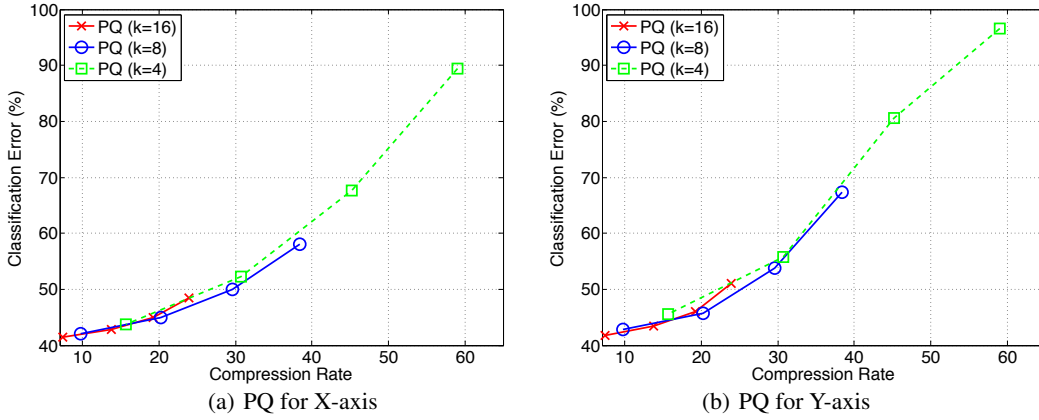 100
90
80
70
60
50
40
Classification Error (%)
PQ (k=16)
PQ (k=8)
PQ (k=4)
10 20 30 40 50 60
Compression Rate
(a) PQ for X-axis
100
90
80
70
60
50
40
Classification Error (%)
PQ (k=16)
PQ (k=8)
PQ (k=4)
10 20 30 40 50 60
Compression Rate
(b) PQ for Y-axis